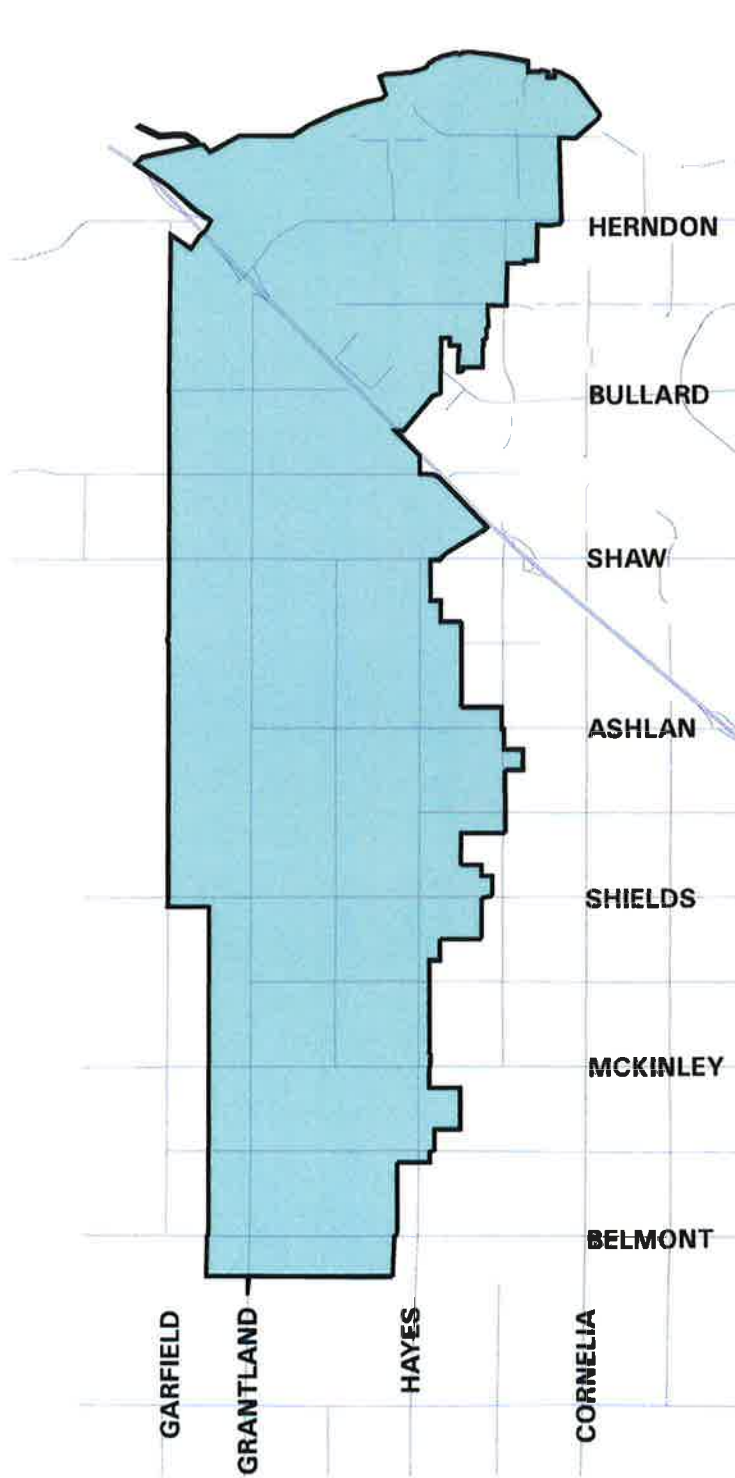 HERNDON
BULLARD
SHAW
ASHLAN
SHIELDS
MCKINLEY
BELMONT
GARFIELD
GRANTLAND
HAYES
CORNELIA